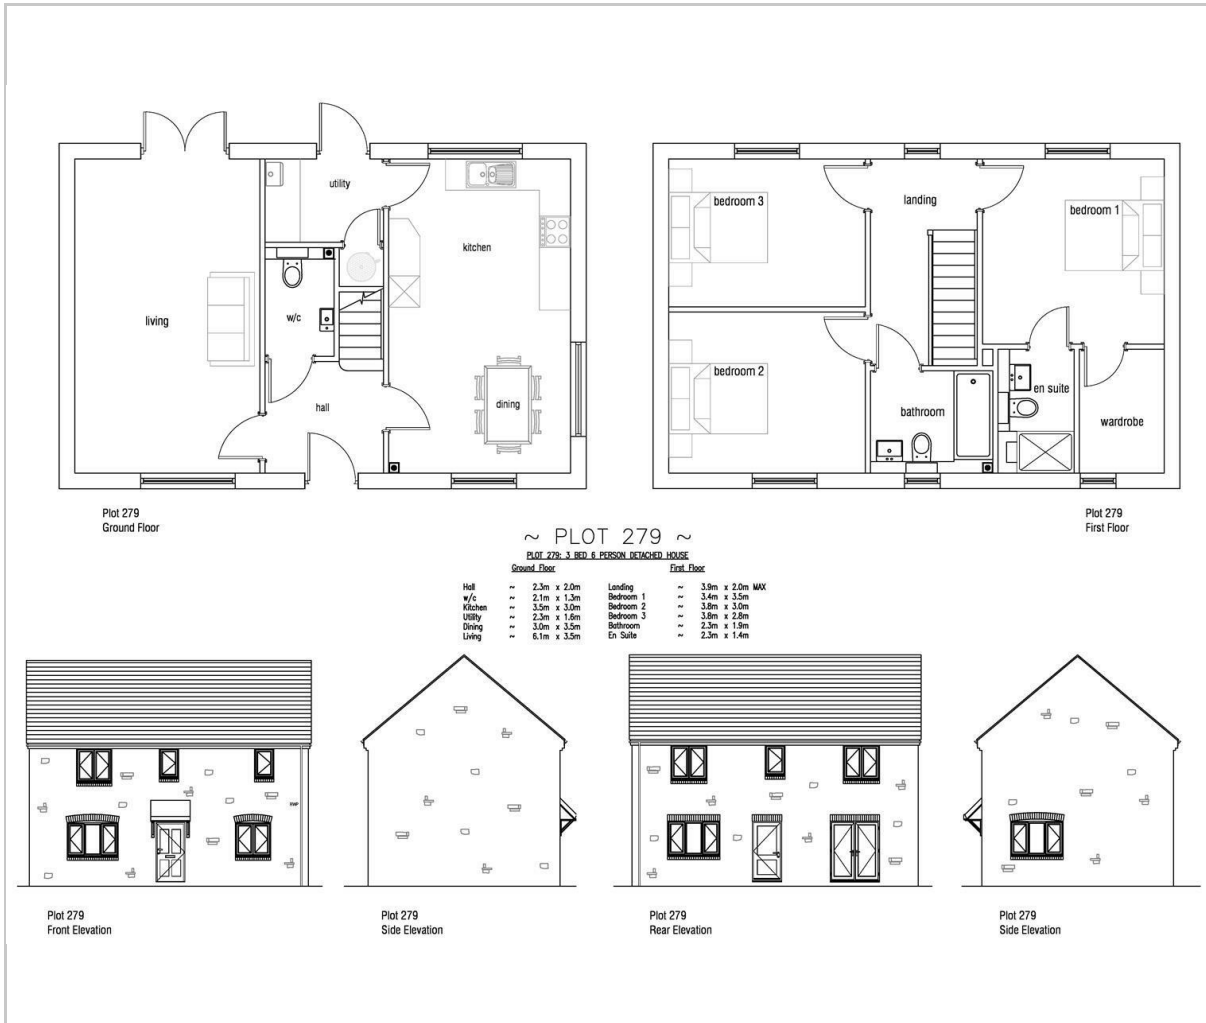 utility
bedroom 3
landing
bedroom 1
kitchen
living
w/c
bedroom 2
en suite
hall
dining
bathroom
wardrobe
Plot 279
Ground Floor
Plot 279
First Floor
~ PLOT 279 ~
PLOT 279: 3 BED 6 PERSON DETACHED HOUSE
Ground Floor
Hall ~ 2.3m x 2.0m
w/c ~ 2.1m x 1.3m
Kitchen ~ 3.5m x 3.0m
Utility ~ 2.3m x 1.6m
Dining ~ 3.0m x 3.5m
Living ~ 6.1m x 3.5m
First Floor
Landing ~ 3.9m x 2.0m MAX
Bedroom 1 ~ 3.4m x 3.5m
Bedroom 2 ~ 3.8m x 3.0m
Bedroom 3 ~ 3.8m x 2.8m
Bathroom ~ 2.3m x 1.9m
En Suite ~ 2.3m x 1.4m
Plot 279
Front Elevation
Plot 279
Side Elevation
Plot 279
Rear Elevation
Plot 279
Side Elevation